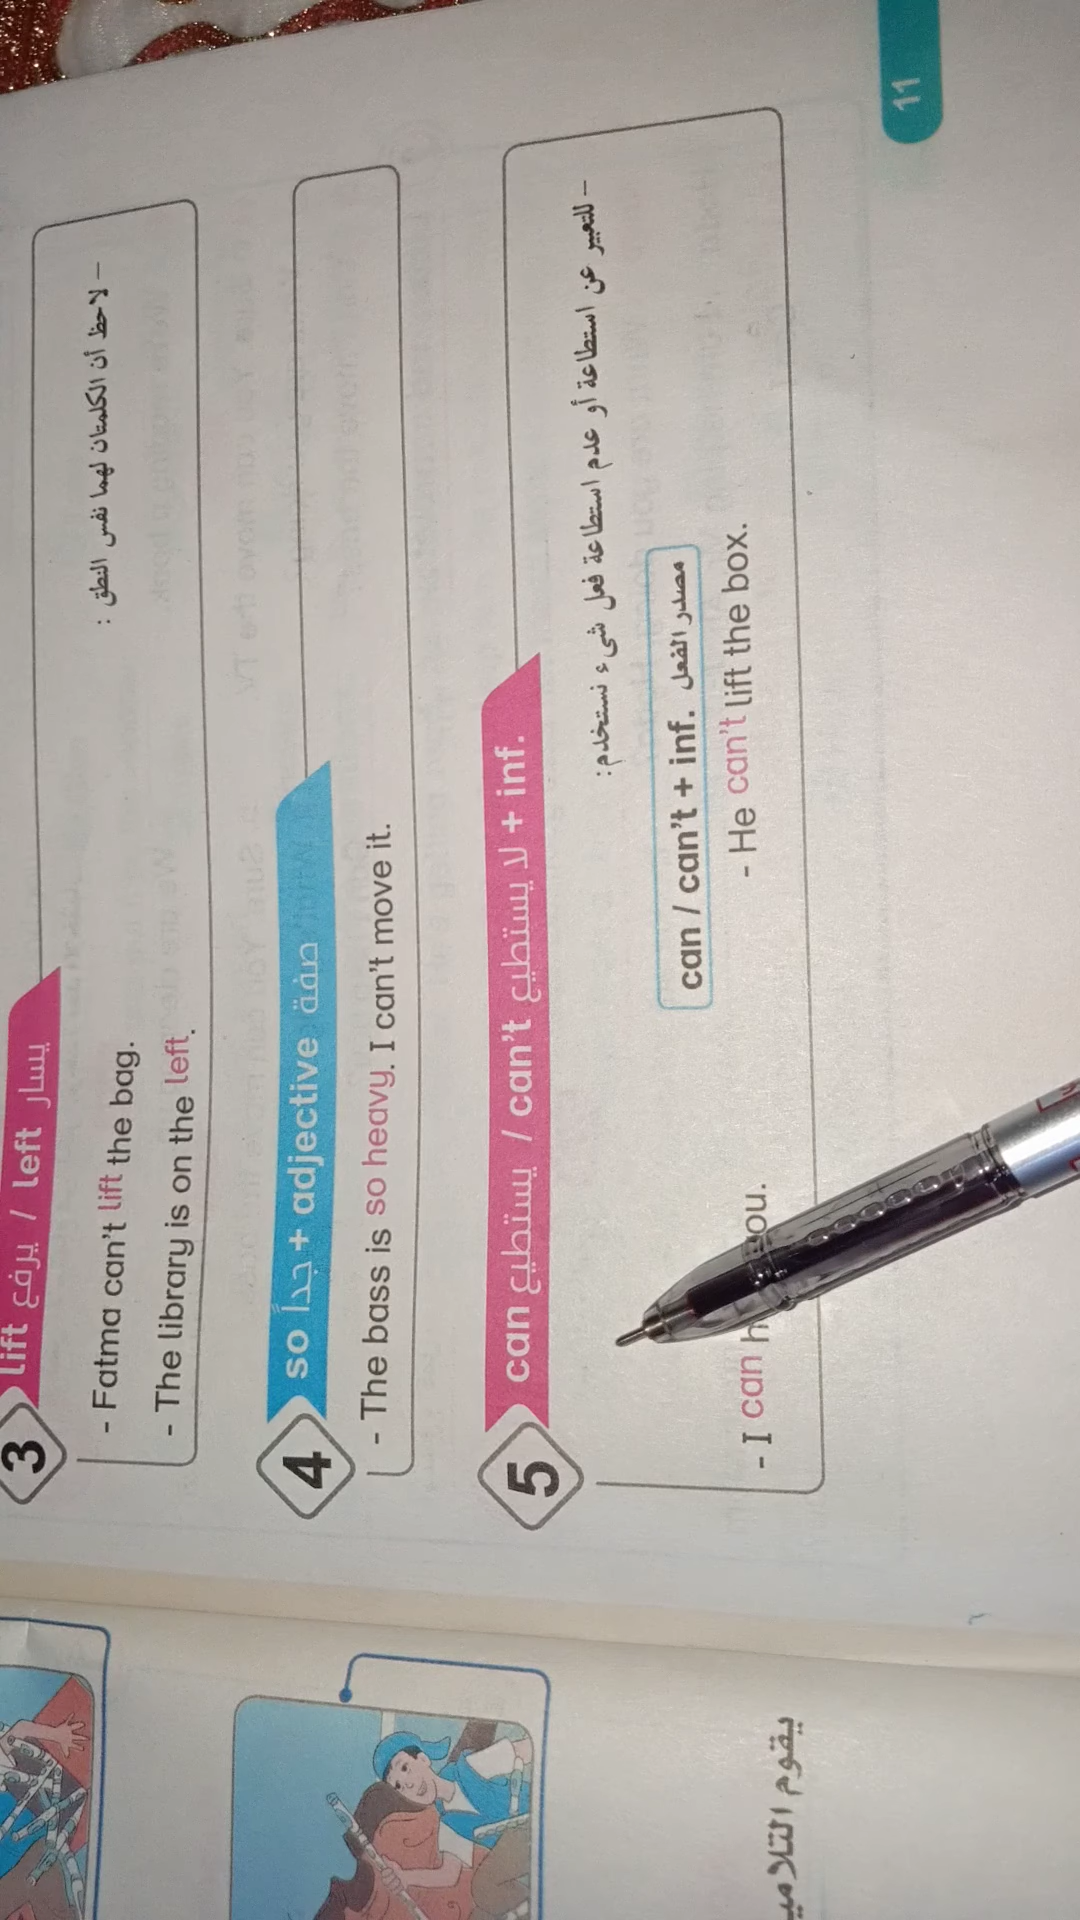 3 lift يرفع / left يسار
– لاحظ أن الكلمتان لهما نفس النطق :
- Fatma can't lift the bag.
- The library is on the left.
4 so جداً + adjective صفة
- The bass is so heavy. I can't move it.
5 can يستطيع / can't لا يستطيع + inf.
– للتعبير عن استطاعة أو عدم استطاعة فعل شىء نستخدم:
can / can't + inf. مصدر الفعل
- I can you.
- He can't lift the box.
11
يقوم